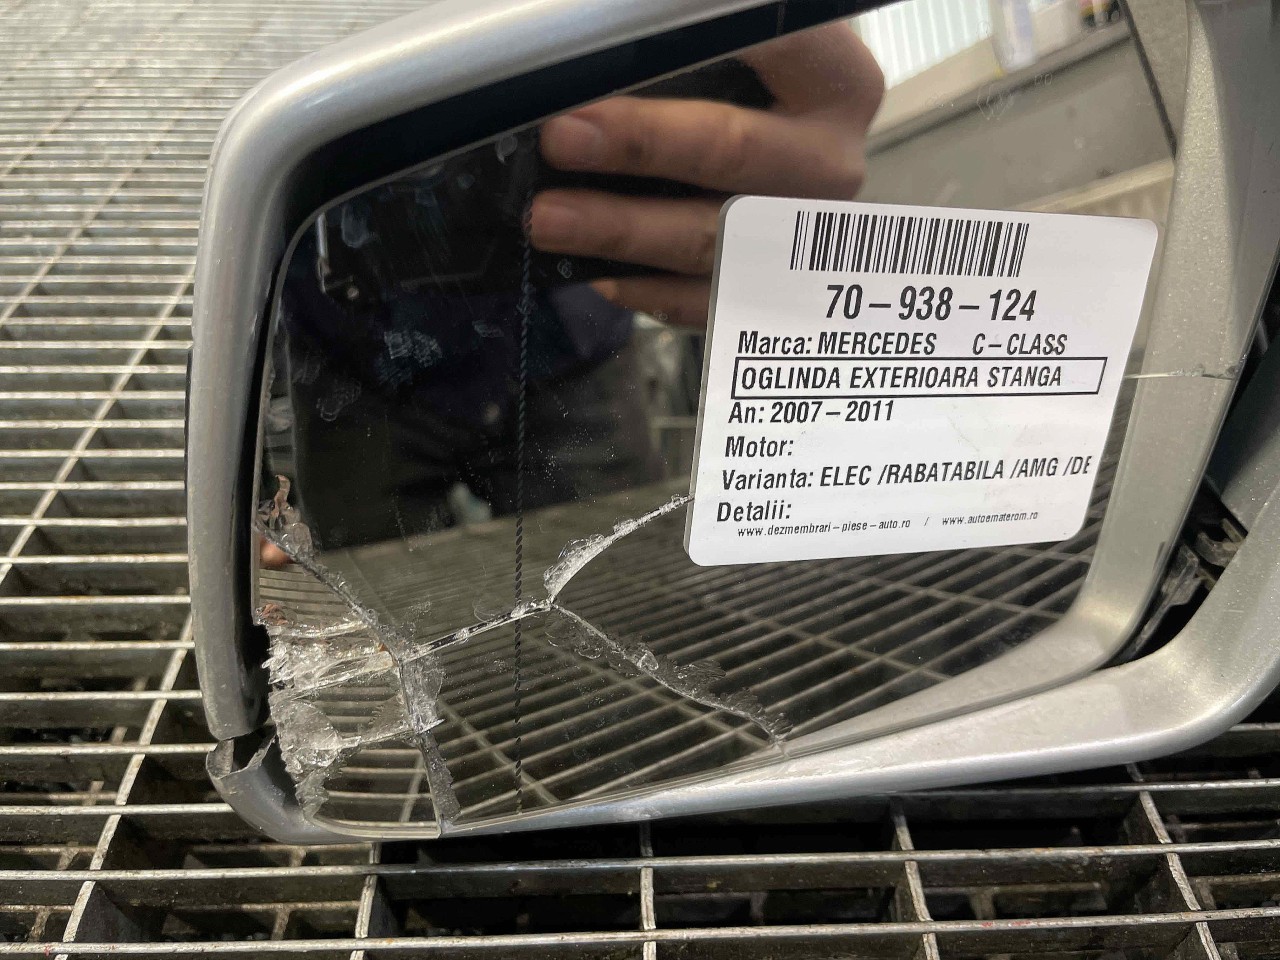 70-938-124
Marca: MERCEDES C-CLASS
OGLINDA EXTERIOARA STANGA
An: 2007-2011
Motor:
Varianta: ELEC /RABATABILA /AMG /DE
Detalii:
www.dezmembrari-piese-auto.ro / www.autoematerom.ro